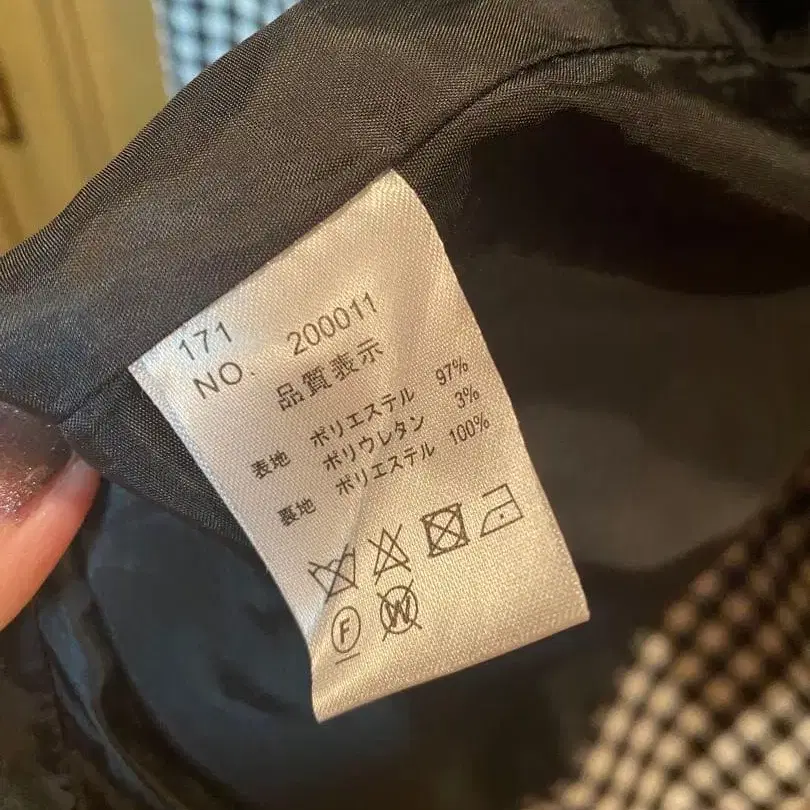 171
NO. 200011
品質表示
表地 ポリエステル 97%
ポリウレタン 3%
裏地 ポリエステル 100%
F W